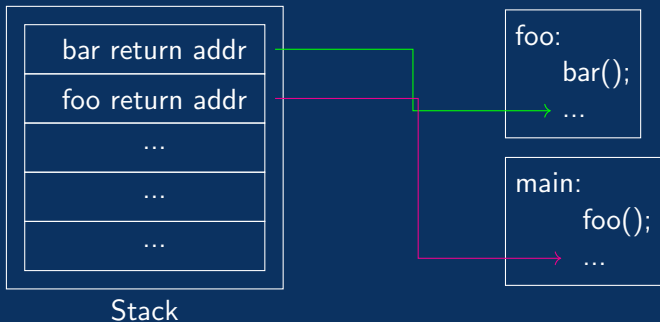 bar return addr
foo return addr
...
...
...
Stack
foo:
bar();
...
main:
foo();
...